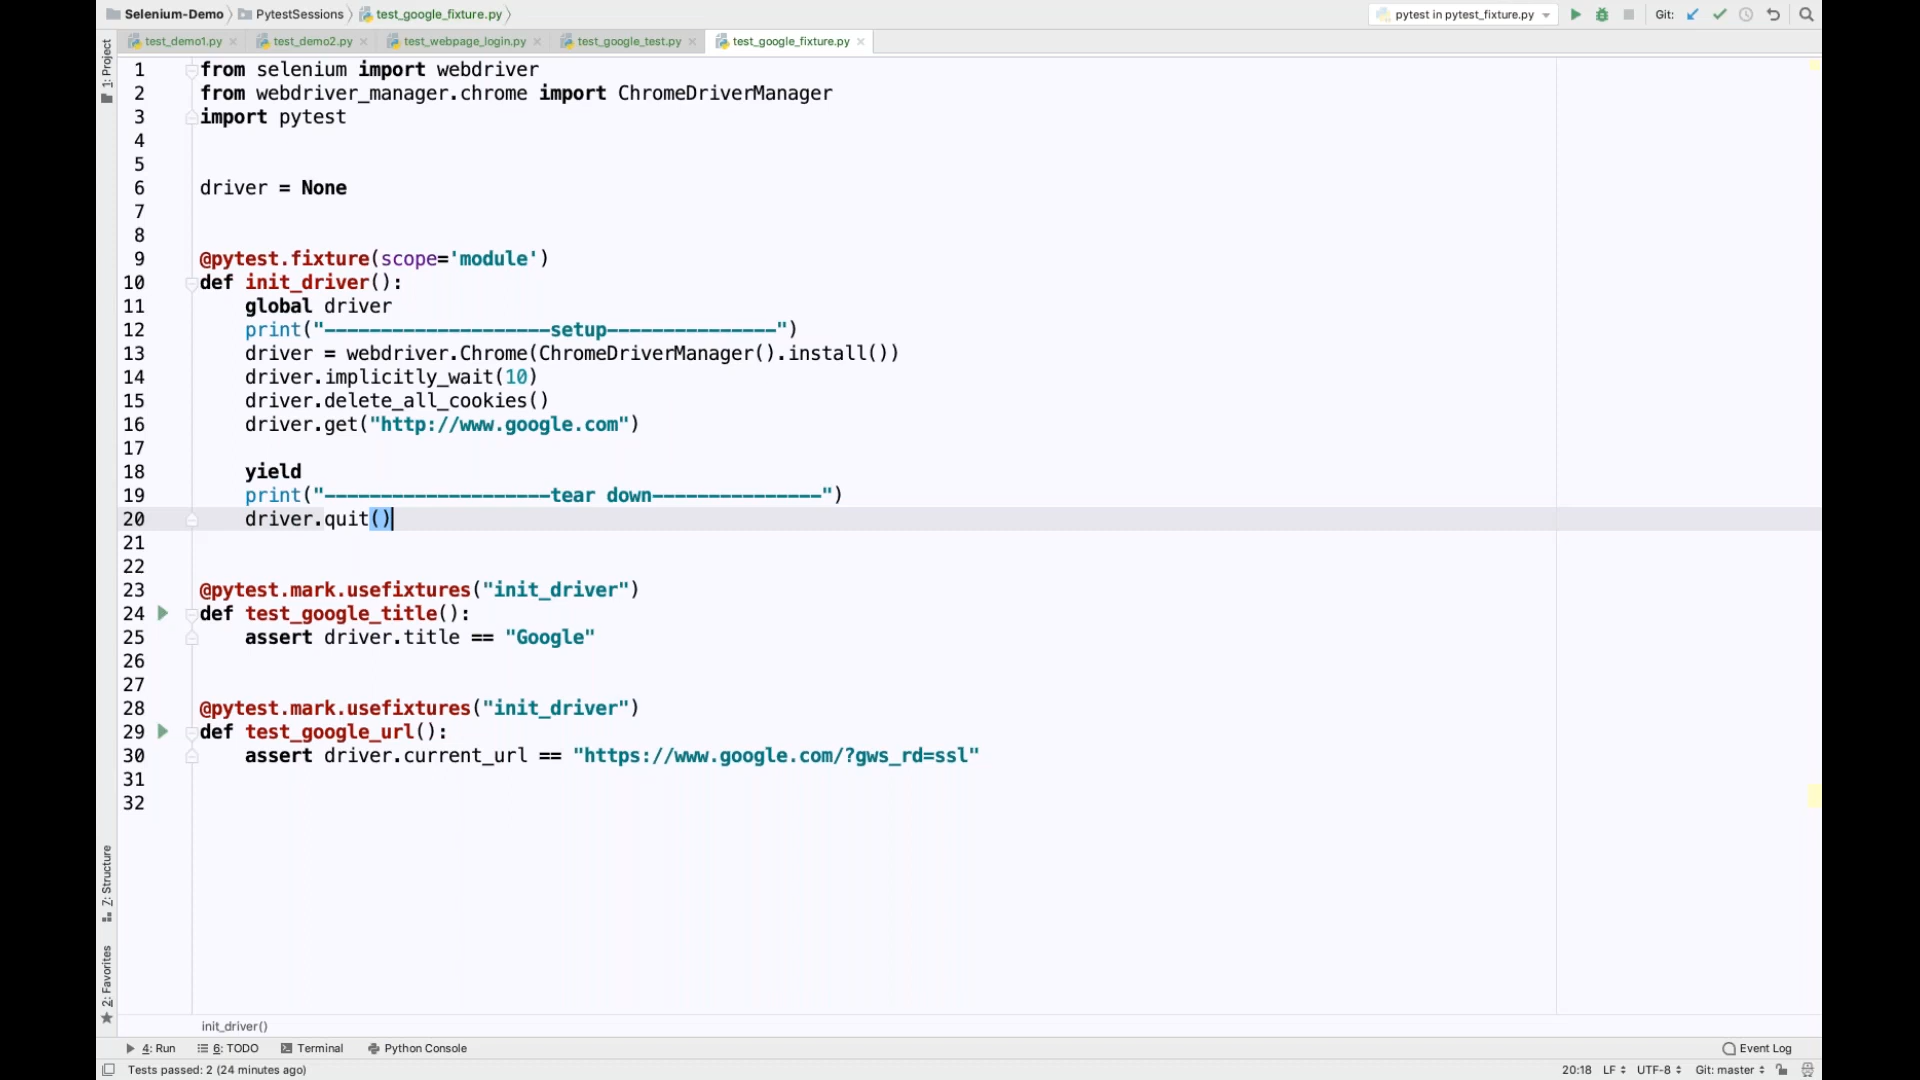 Selenium-Demo PytestSessions test_google_fixture.py pytest in pytest_fixture.py Git:
test_demo1.py test_demo2.py test_webpage_login.py test_google_test.py test_google_fixture.py
1: Project
1 from selenium import webdriver
2 from webdriver_manager.chrome import ChromeDriverManager
3 import pytest
4
5
6 driver = None
7
8
9 @pytest.fixture(scope='module')
10 def init_driver():
11 global driver
12 print("--------------------setup---------------")
13 driver = webdriver.Chrome(ChromeDriverManager().install())
14 driver.implicitly_wait(10)
15 driver.delete_all_cookies()
16 driver.get("http://www.google.com")
17
18 yield
19 print("--------------------tear down---------------")
20 driver.quit()
21
22
23 @pytest.mark.usefixtures("init_driver")
24 def test_google_title():
25 assert driver.title == "Google"
26
27
28 @pytest.mark.usefixtures("init_driver")
29 def test_google_url():
30 assert driver.current_url == "https://www.google.com/?gws_rd=ssl"
31
32
Z: Structure
2: Favorites
init_driver()
4: Run 6: TODO Terminal Python Console Event Log
Tests passed: 2 (24 minutes ago) 20:18 LF UTF-8 Git: master